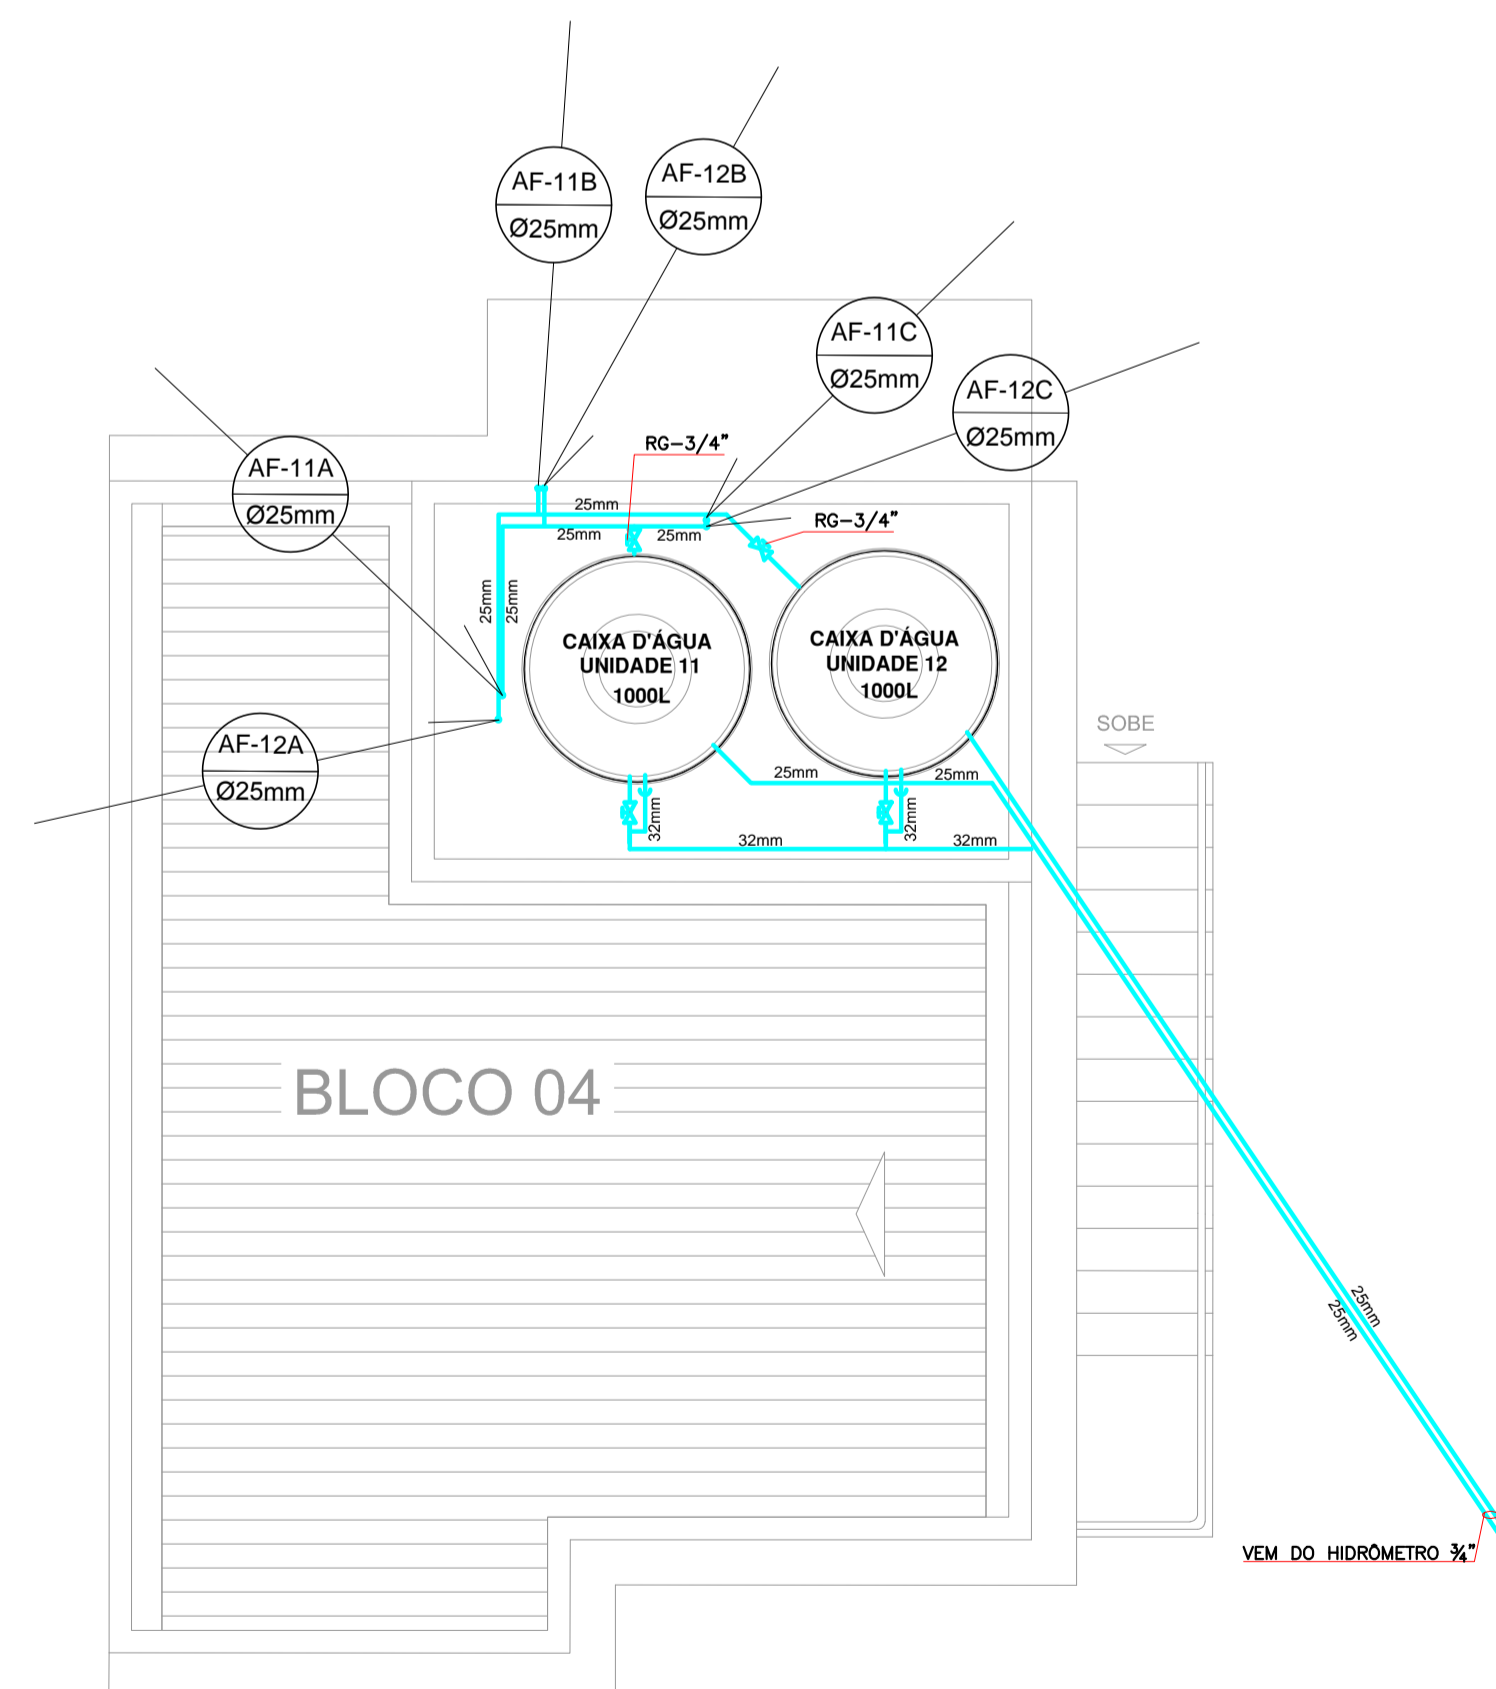 AF-11B
Ø25mm
AF-12B
Ø25mm
AF-11C
Ø25mm
AF-12C
Ø25mm
RG-3/4"
AF-11A
Ø25mm
25mm
25mm
25mm
RG-3/4"
25mm
25mm
CAIXA D'ÁGUA
UNIDADE 11
1000L
CAIXA D'ÁGUA
UNIDADE 12
1000L
SOBE
AF-12A
Ø25mm
25mm
25mm
32mm
32mm
32mm
32mm
BLOCO 04
25mm
25mm
VEM DO HIDRÔMETRO ¾"